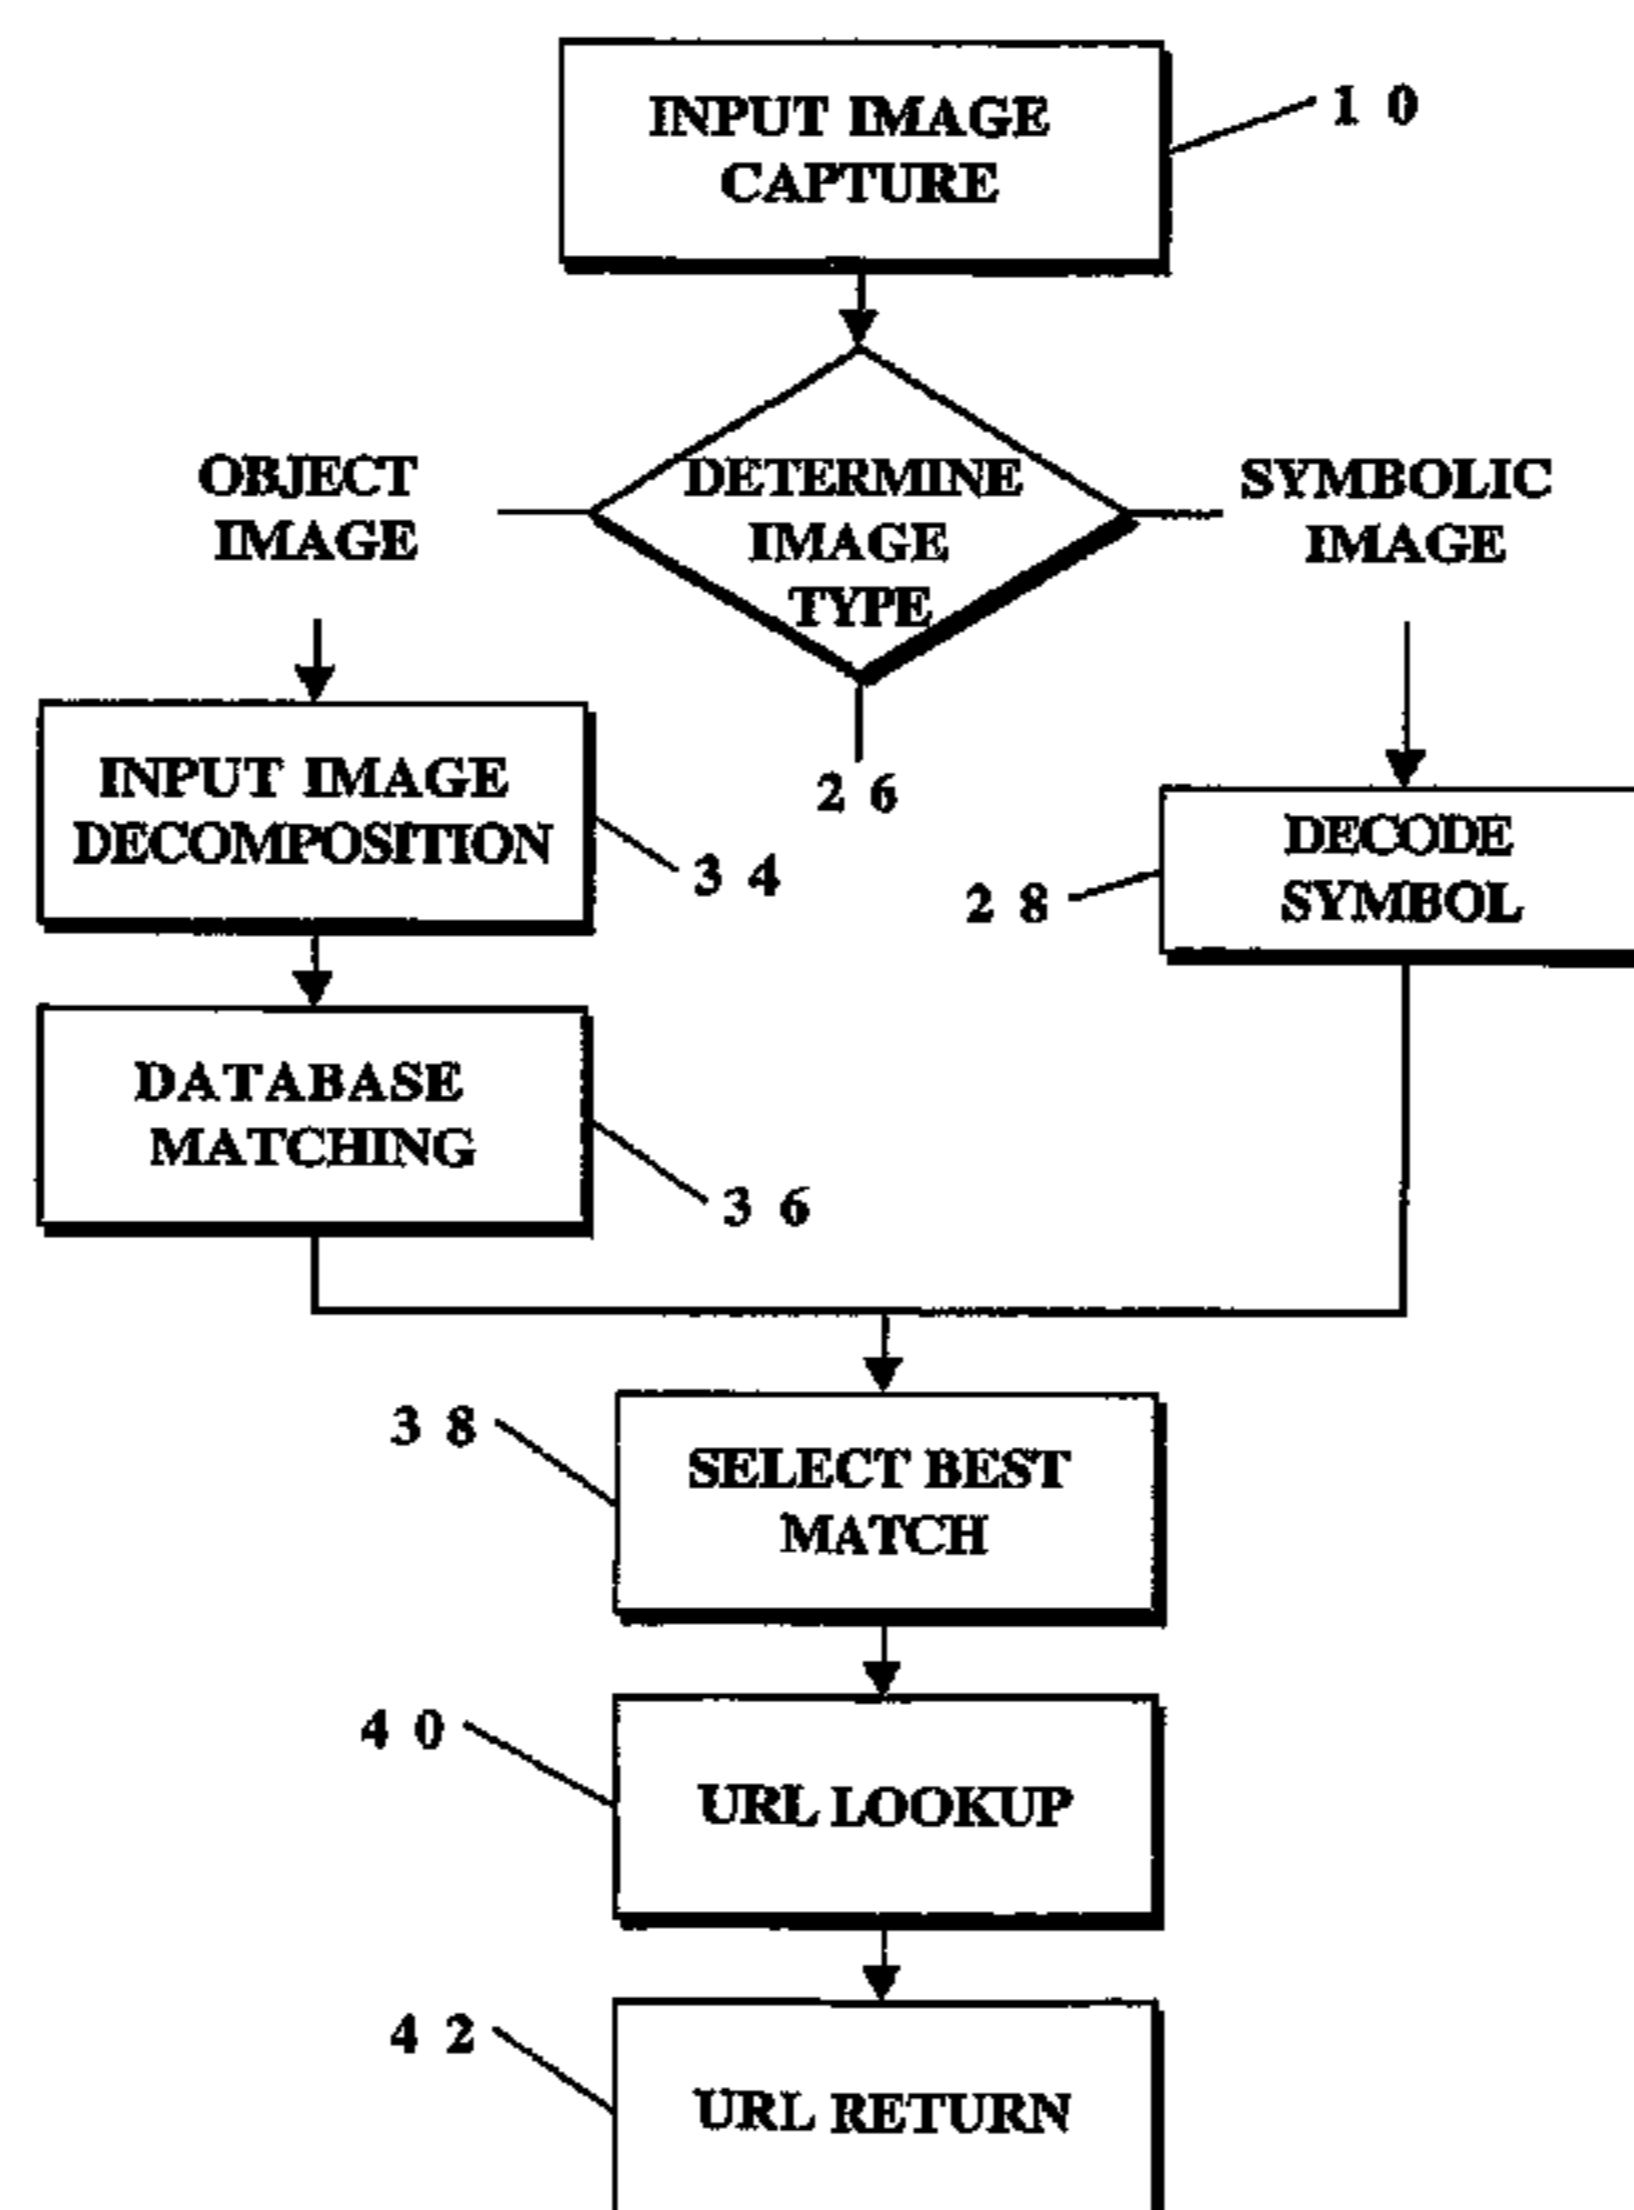 INPUT IMAGE
CAPTURE
1 0
OBJECT
IMAGE
DETERMINE
IMAGE
TYPE
SYMBOLIC
IMAGE
2 6
INPUT IMAGE
DECOMPOSITION
3 4
2 8
DECODE
SYMBOL
DATABASE
MATCHING
3 6
3 8
SELECT BEST
MATCH
4 0
URL LOOKUP
4 2
URL RETURN